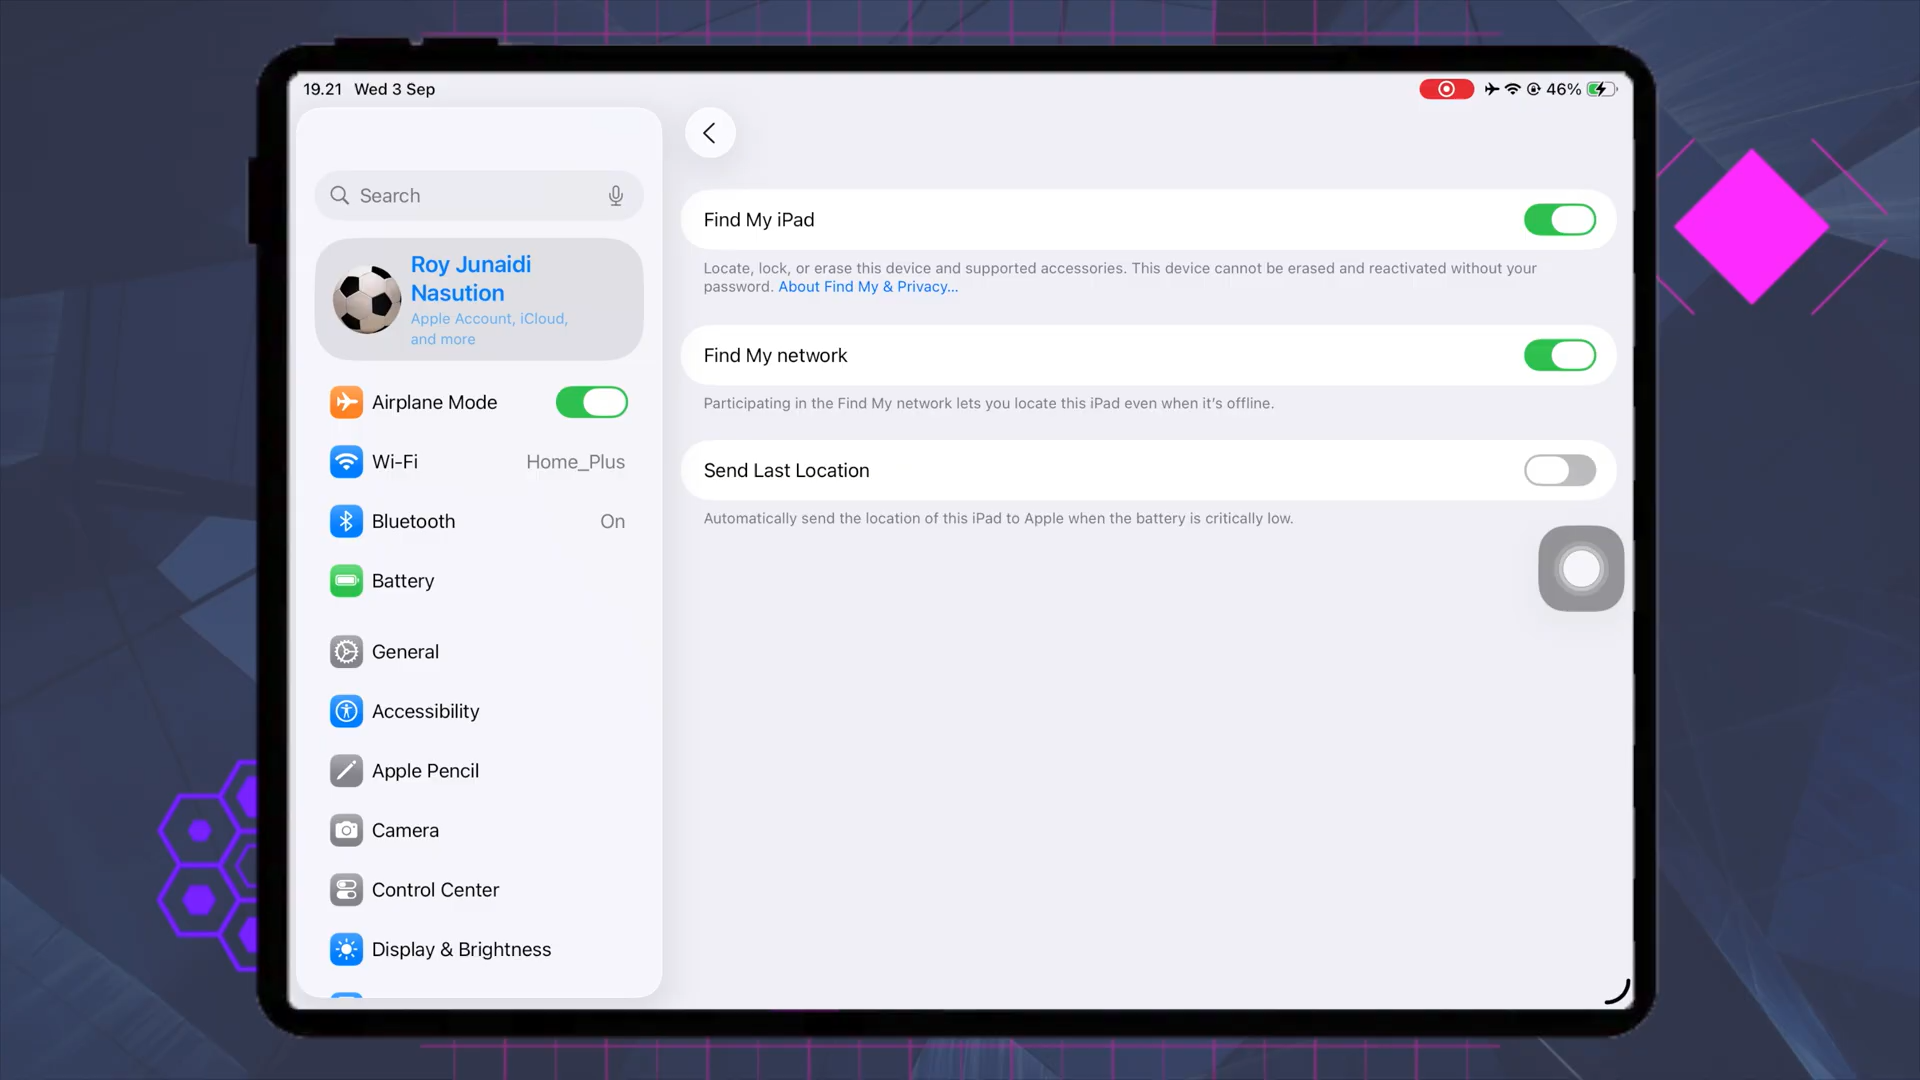 19.21 Wed 3 Sep
46%
Search
Roy Junaidi
Nasution
Apple Account, iCloud,
and more
Airplane Mode
Wi-Fi Home_Plus
Bluetooth On
Battery
General
Accessibility
Apple Pencil
Camera
Control Center
Display & Brightness
Find My iPad
Locate, lock, or erase this device and supported accessories. This device cannot be erased and reactivated without your
password. About Find My & Privacy...
Find My network
Participating in the Find My network lets you locate this iPad even when it’s offline.
Send Last Location
Automatically send the location of this iPad to Apple when the battery is critically low.